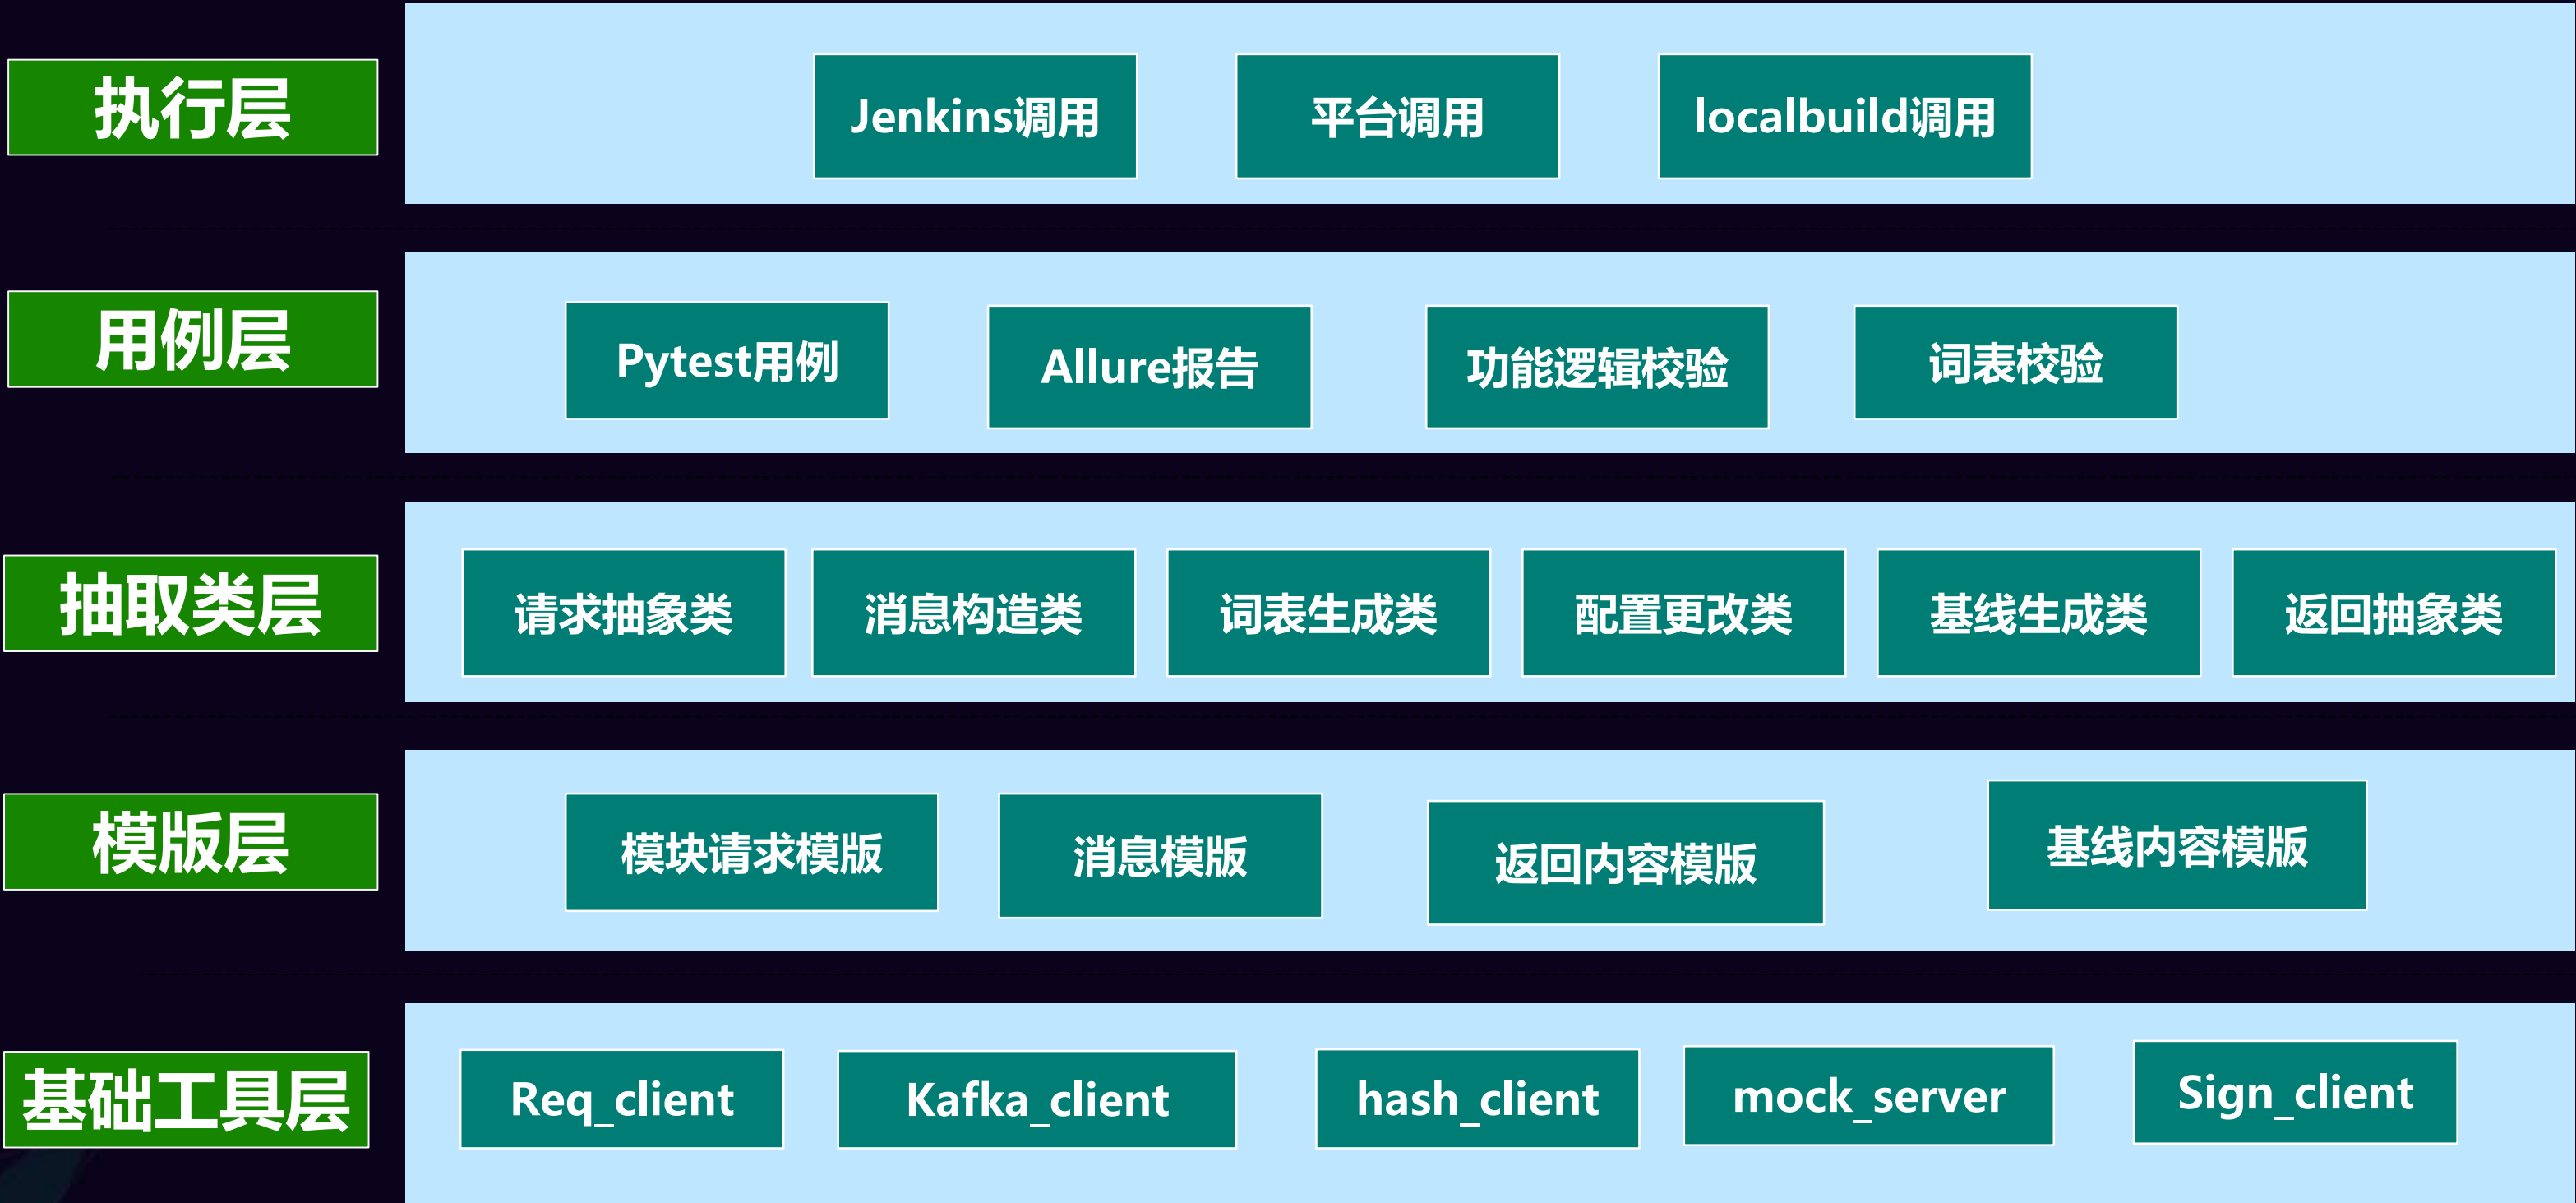 执行层
Jenkins调用
平台调用
localbuild调用
用例层
Pytest用例
Allure报告
功能逻辑校验
词表校验
抽取类层
请求抽象类
消息构造类
词表生成类
配置更改类
基线生成类
返回抽象类
模版层
模块请求模版
消息模版
返回内容模版
基线内容模版
基础工具层
Req_client
Kafka_client
hash_client
mock_server
Sign_client